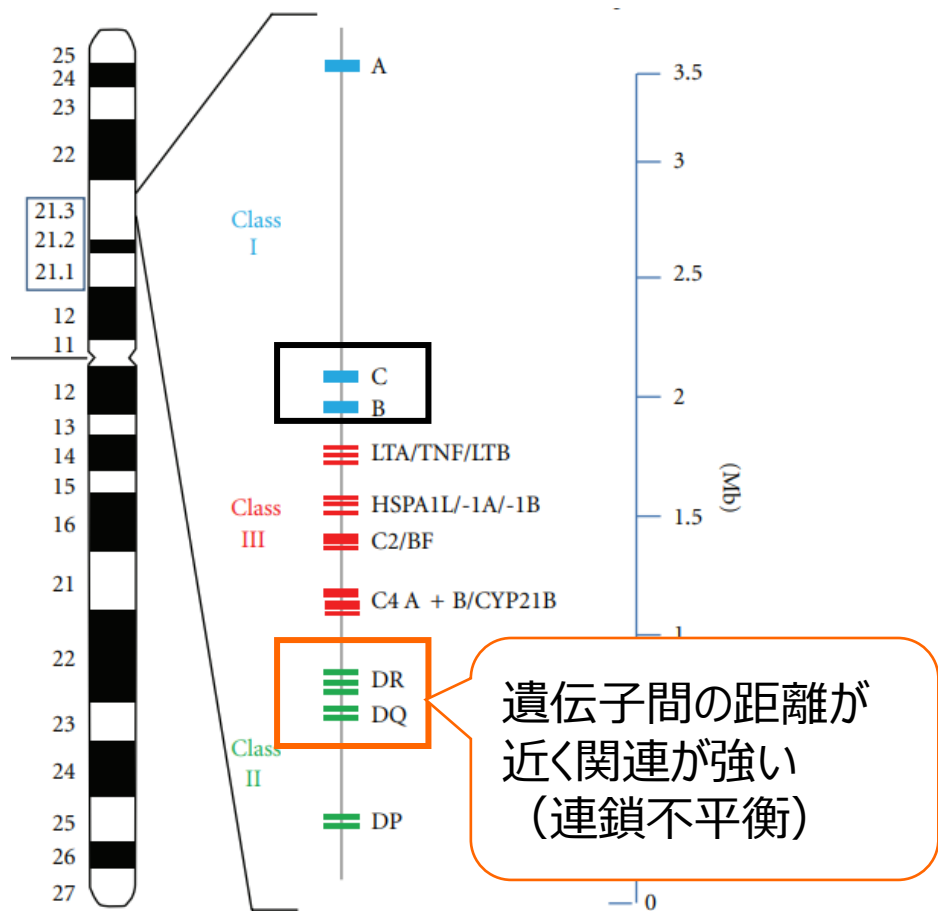 25
24
23
22
21.3
21.2
21.1
12
11
12
13
14
15
16
21
22
23
24
25
26
27
Class
I
Class
III
Class
II
A
C
B
LTA/TNF/LTB
HSPA1L/-1A/-1B
C2/BF
C4 A + B/CYP21B
DR
DQ
DP
3.5
3
2.5
2
1.5
1
0
(Mb)
遺伝子間の距離が
近く関連が強い
（連鎖不平衡）